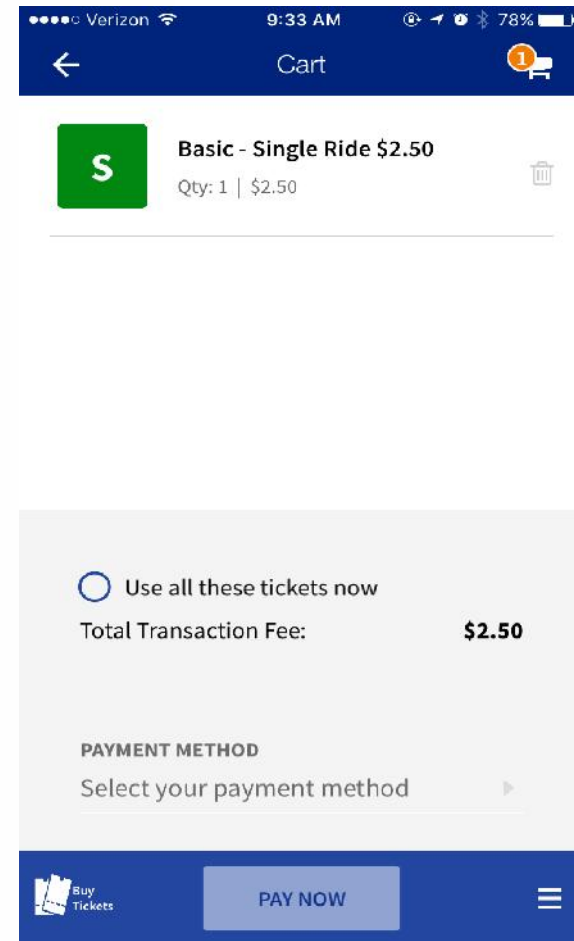 Verizon 9:33 AM 78%
Cart 1
S
Basic - Single Ride $2.50
Qty: 1 | $2.50
Use all these tickets now
Total Transaction Fee: $2.50
PAYMENT METHOD
Select your payment method
Buy
Tickets
PAY NOW